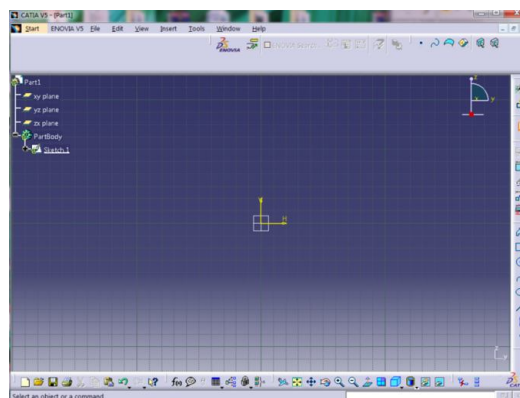 CATIA V5 - [Part1]
Start ENOVIA V5 File Edit View Insert Tools Window Help
ENOVIA
Part1
xy plane
yz plane
zx plane
PartBody
Sketch.1
z
x
y
V
H
f(x)
Select an object or a command